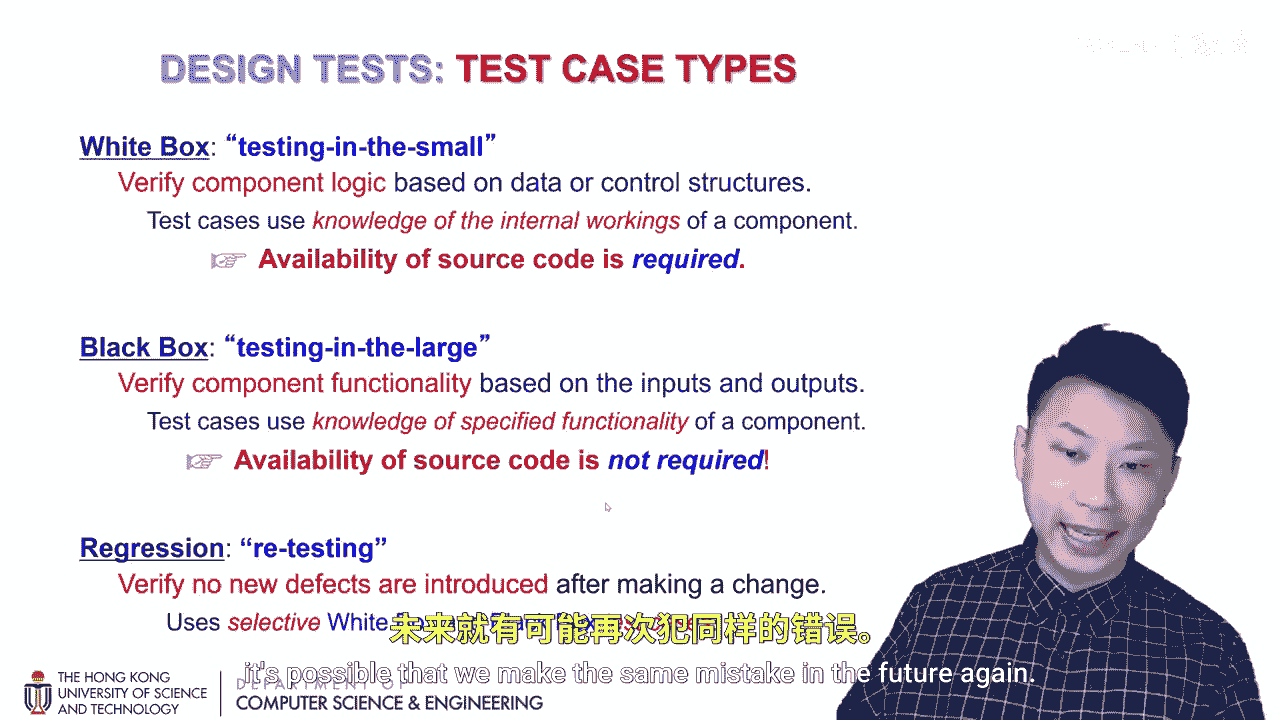 DESIGN TESTS: TEST CASE TYPES
White Box: “testing-in-the-small”
Verify component logic based on data or control structures.
Test cases use knowledge of the internal workings of a component.
☞ Availability of source code is required.
Black Box: “testing-in-the-large”
Verify component functionality based on the inputs and outputs.
Test cases use knowledge of specified functionality of a component.
☞ Availability of source code is not required!
Regression: “re-testing”
Verify no new defects are introduced after making a change.
Uses selective White
未来就有可能再次犯同样的错误。
it's possible that we make the same mistake in the future again.
THE HONG KONG
UNIVERSITY OF SCIENCE
AND TECHNOLOGY
DEPARTMENT OF
COMPUTER SCIENCE & ENGINEERING